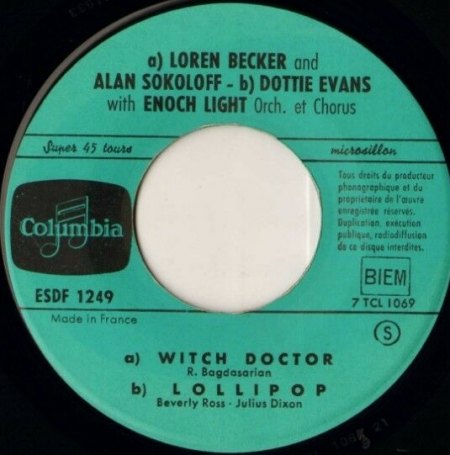 a) LOREN BECKER and
ALAN SOKOLOFF - b) DOTTIE EVANS
with ENOCH LIGHT Orch. et Chorus
Super 45 tours
microsillon
Tous droits du producteur
phonographique et du
propriétaire de l'œuvre
enregistrée réservés.
Duplication, exécution
publique, radiodiffusion
de ce disque interdites.
Columbia
BIEM
ESDF 1249
7 TCL 1069
Made in France
S
a) WITCH DOCTOR
R. Bagdasarian
b) LOLLIPOP
Beverly Ross - Julius Dixon